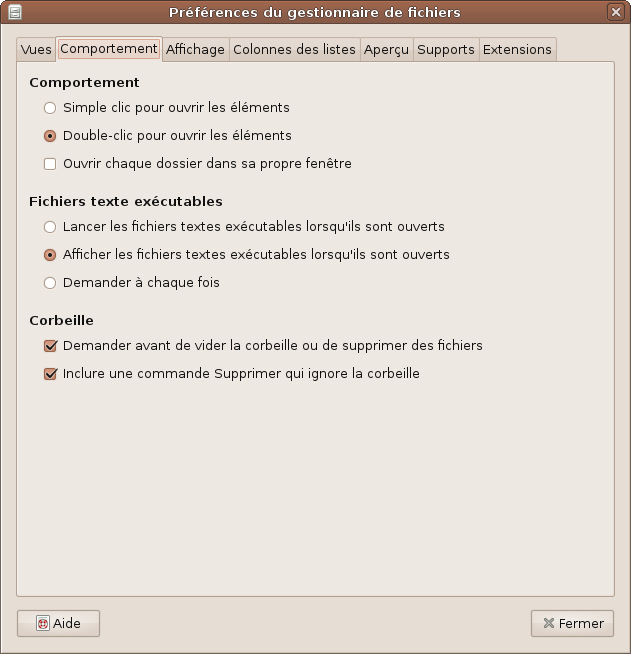 Préférences du gestionnaire de fichiers
Vues Comportement Affichage Colonnes des listes Aperçu Supports Extensions
Comportement
Simple clic pour ouvrir les éléments
Double-clic pour ouvrir les éléments
Ouvrir chaque dossier dans sa propre fenêtre
Fichiers texte exécutables
Lancer les fichiers textes exécutables lorsqu'ils sont ouverts
Afficher les fichiers textes exécutables lorsqu'ils sont ouverts
Demander à chaque fois
Corbeille
Demander avant de vider la corbeille ou de supprimer des fichiers
Inclure une commande Supprimer qui ignore la corbeille
Aide Fermer